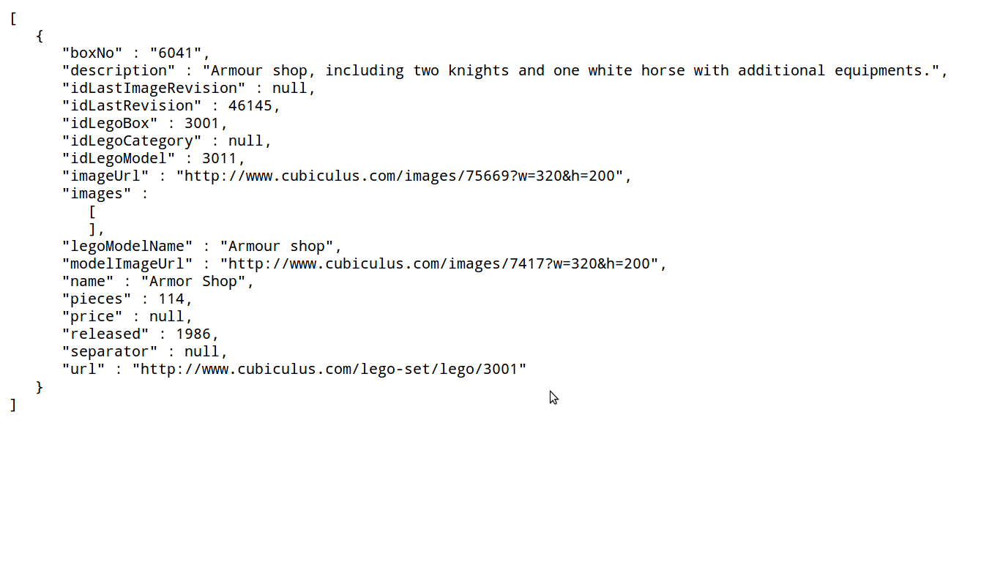 [
{
"boxNo" : "6041",
"description" : "Armour shop, including two knights and one white horse with additional equipments.",
"idLastImageRevision" : null,
"idLastRevision" : 46145,
"idLegoBox" : 3001,
"idLegoCategory" : null,
"idLegoModel" : 3011,
"imageUrl" : "http://www.cubiculus.com/images/75669?w=320&h=200",
"images" :
[
],
"legoModelName" : "Armour shop",
"modelImageUrl" : "http://www.cubiculus.com/images/7417?w=320&h=200",
"name" : "Armor Shop",
"pieces" : 114,
"price" : null,
"released" : 1986,
"separator" : null,
"url" : "http://www.cubiculus.com/lego-set/lego/3001"
}
]